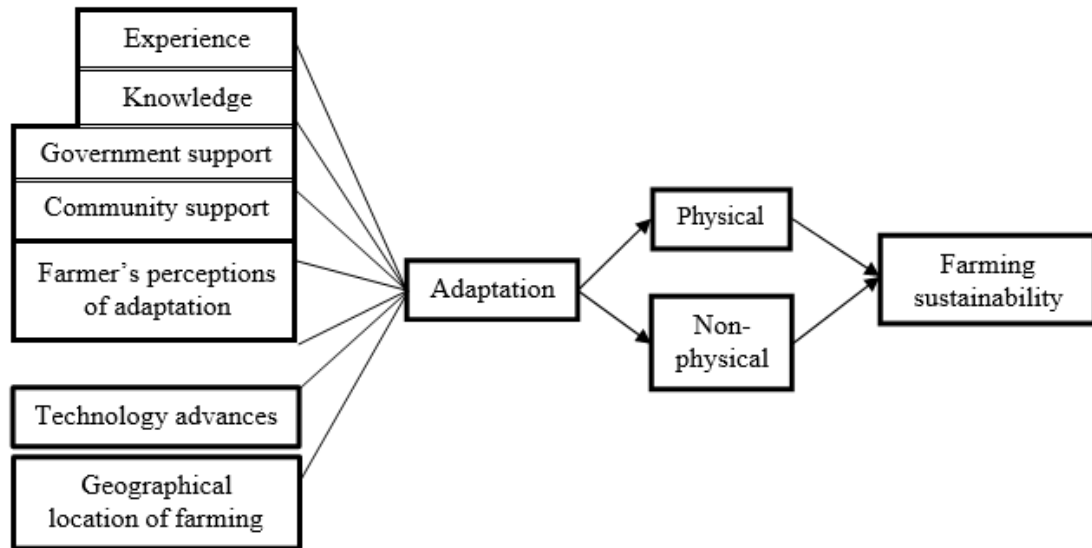 Experience
Knowledge
Government support
Community support
Farmer’s perceptions
of adaptation
Technology advances
Geographical
location of farming
Adaptation
Physical
Non-
physical
Farming
sustainability